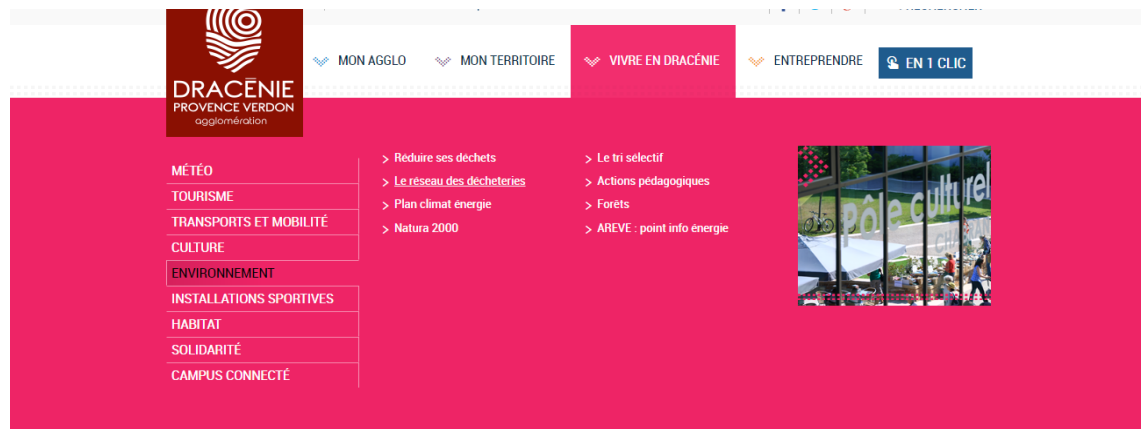 MON AGGLO
MON TERRITOIRE
VIVRE EN DRACÉNIE
ENTREPRENDRE
EN 1 CLIC
DRACĒNIE
PROVENCE VERDON
agglomération
MÉTÉO
TOURISME
TRANSPORTS ET MOBILITÉ
CULTURE
ENVIRONNEMENT
INSTALLATIONS SPORTIVES
HABITAT
SOLIDARITÉ
CAMPUS CONNECTÉ
> Réduire ses déchets
> Le réseau des décheteries
> Plan climat énergie
> Natura 2000
> Le tri sélectif
> Actions pédagogiques
> Forêts
> AREVE : point info énergie
Pôle culturel